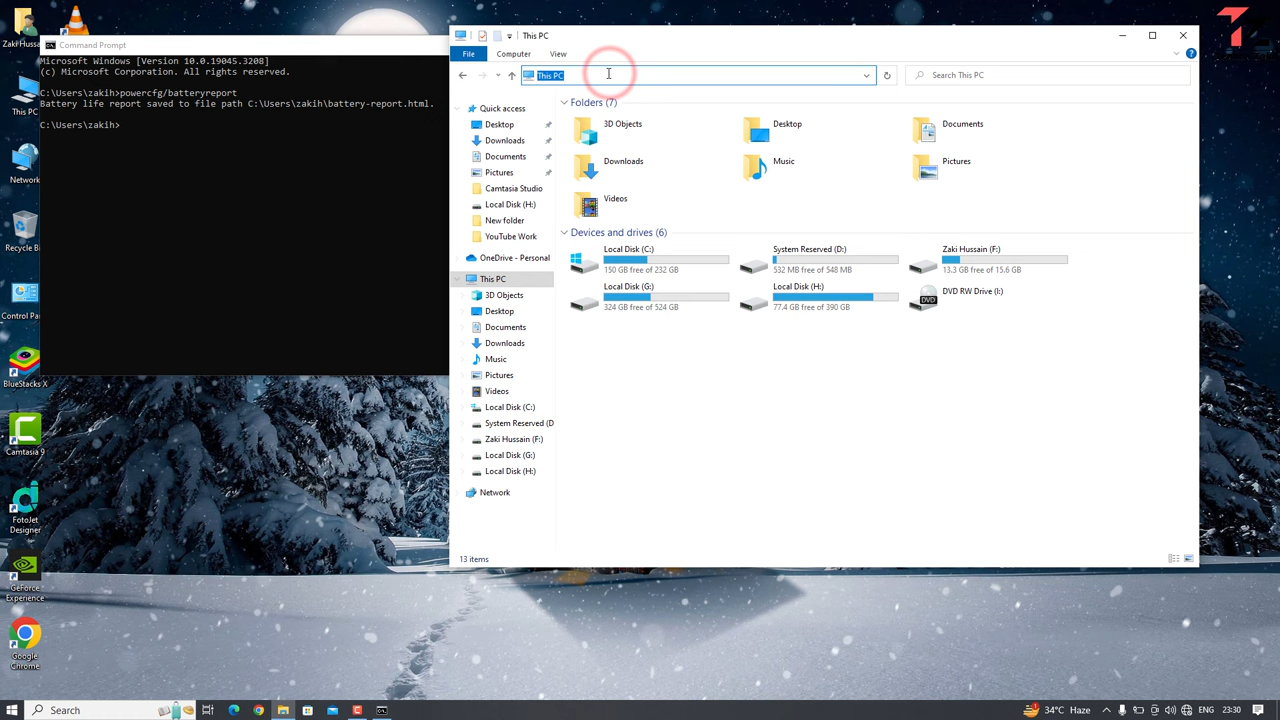 ZakiHussa
This PC
Network
Recycle Bi
Control Pa
BlueStacks X
Camtasia 9
FotoJet
Designer
GeForce
Experience
Google
Chrome
Command Prompt
Microsoft Windows [Version 10.0.19045.3208]
(c) Microsoft Corporation. All rights reserved.
C:\Users\zakih>powercfg/batteryreport
Battery life report saved to file path C:\Users\zakih\battery-report.html.
C:\Users\zakih>
This PC
File Computer View
This PC
Search This PC
Quick access
Desktop
Downloads
Documents
Pictures
Camtasia Studio
Local Disk (H:)
New folder
YouTube Work
OneDrive - Personal
This PC
3D Objects
Desktop
Documents
Downloads
Music
Pictures
Videos
Local Disk (C:)
System Reserved (D
Zaki Hussain (F:)
Local Disk (G:)
Local Disk (H:)
Network
Folders (7)
3D Objects Desktop Documents
Downloads Music Pictures
Videos
Devices and drives (6)
Local Disk (C:) System Reserved (D:) Zaki Hussain (F:)
150 GB free of 232 GB 532 MB free of 548 MB 13.3 GB free of 15.6 GB
Local Disk (G:) Local Disk (H:) DVD RW Drive (I:)
DVD
324 GB free of 524 GB 77.4 GB free of 390 GB
13 items
Search
34°C Haze ENG 23:30